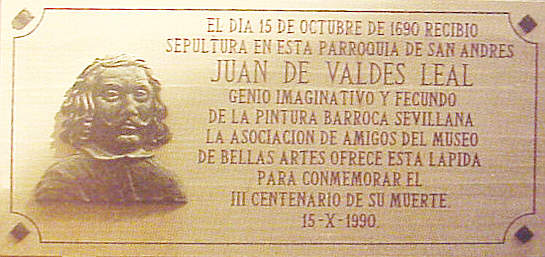 EL DIA 15 DE OCTUBRE DE 1690 RECIBIO
SEPULTURA EN ESTA PARROQUIA DE SAN ANDRES
JUAN DE VALDES LEAL
GENIO IMAGINATIVO Y FECUNDO
DE LA PINTURA BARROCA SEVILLANA
LA ASOCIACION DE AMIGOS DEL MUSEO
DE BELLAS ARTES OFRECE ESTA LAPIDA
PARA CONMEMORAR EL
III CENTENARIO DE SU MUERTE.
15-X-1990.